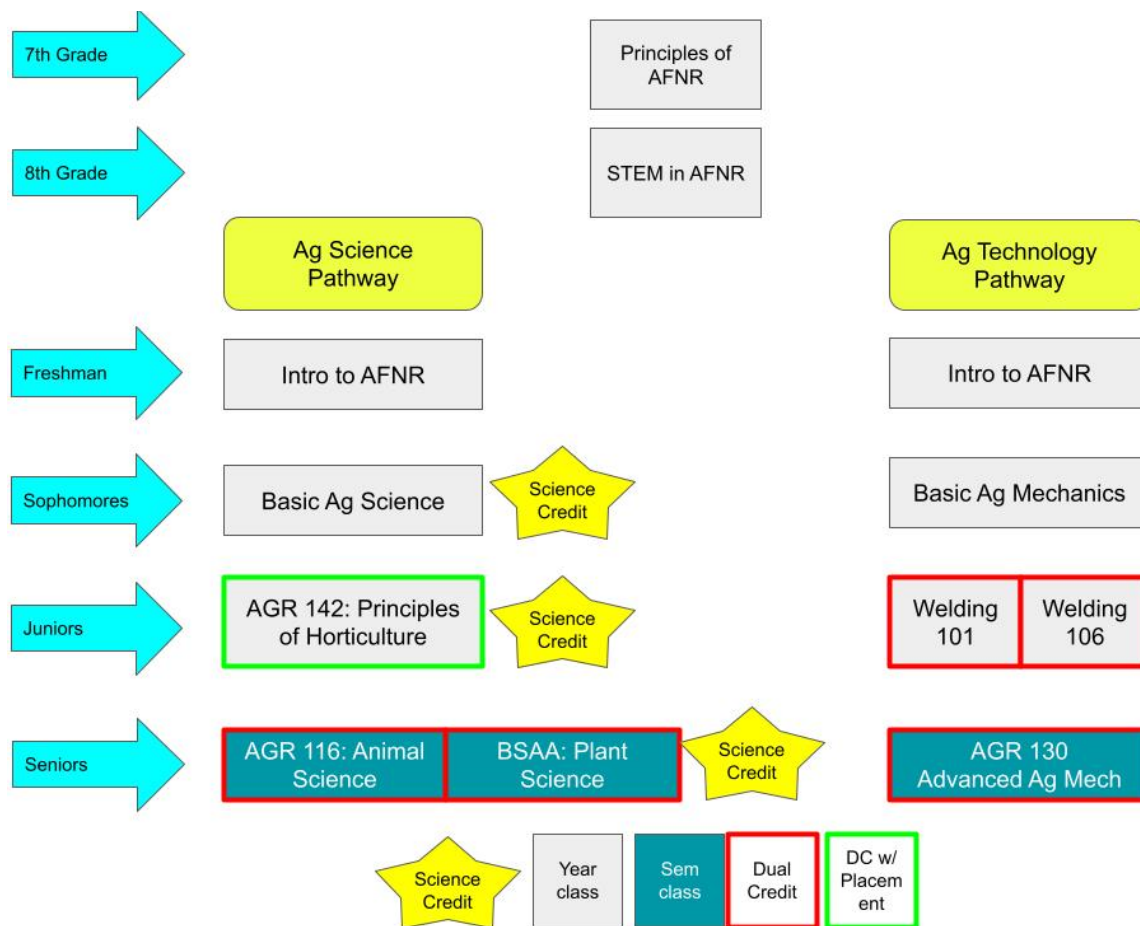 7th Grade
Principles of
AFNR
8th Grade
STEM in AFNR
Ag Science
Pathway
Ag Technology
Pathway
Freshman
Intro to AFNR
Intro to AFNR
Sophomores
Basic Ag Science
Science
Credit
Basic Ag Mechanics
Juniors
AGR 142: Principles
of Horticulture
Science
Credit
Welding
101
Welding
106
Seniors
AGR 116: Animal
Science
BSAA: Plant
Science
Science
Credit
AGR 130
Advanced Ag Mech
Science
Credit
Year
class
Sem
class
Dual
Credit
DC w/
Placem
ent